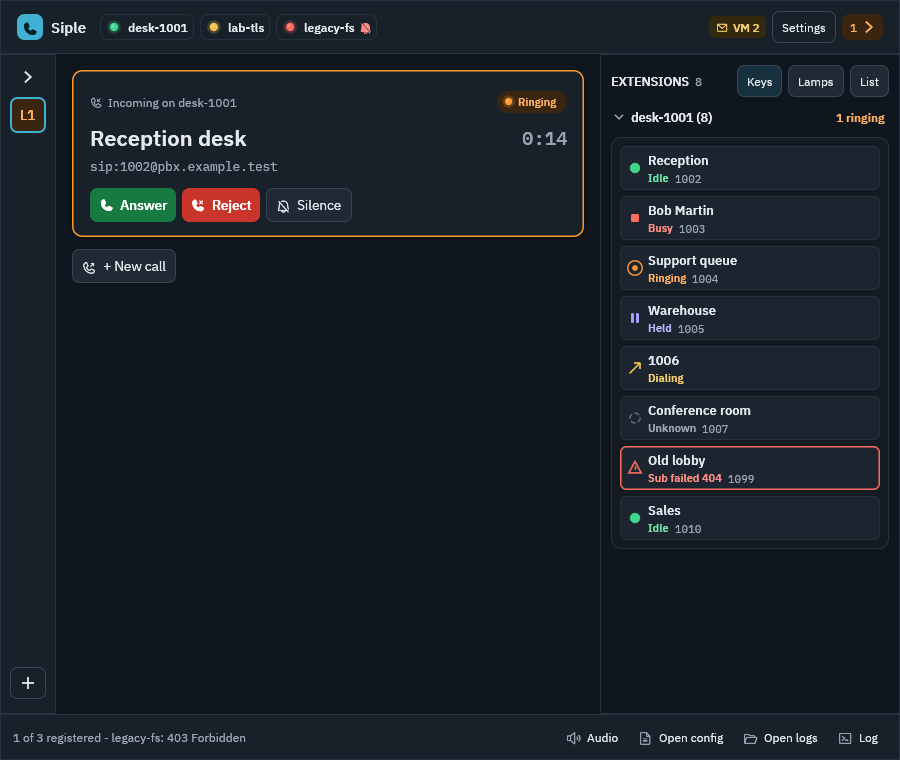 Siple desk-1001 lab-tls legacy-fs VM 2 Settings 1
L1
Incoming on desk-1001 Ringing
Reception desk 0:14
sip:1002@pbx.example.test
Answer Reject Silence
+ New call
EXTENSIONS 8 Keys Lamps List
desk-1001 (8) 1 ringing
Reception
Idle 1002
Bob Martin
Busy 1003
Support queue
Ringing 1004
Warehouse
Held 1005
1006
Dialing
Conference room
Unknown 1007
Old lobby
Sub failed 404 1099
Sales
Idle 1010
1 of 3 registered - legacy-fs: 403 Forbidden Audio Open config Open logs Log